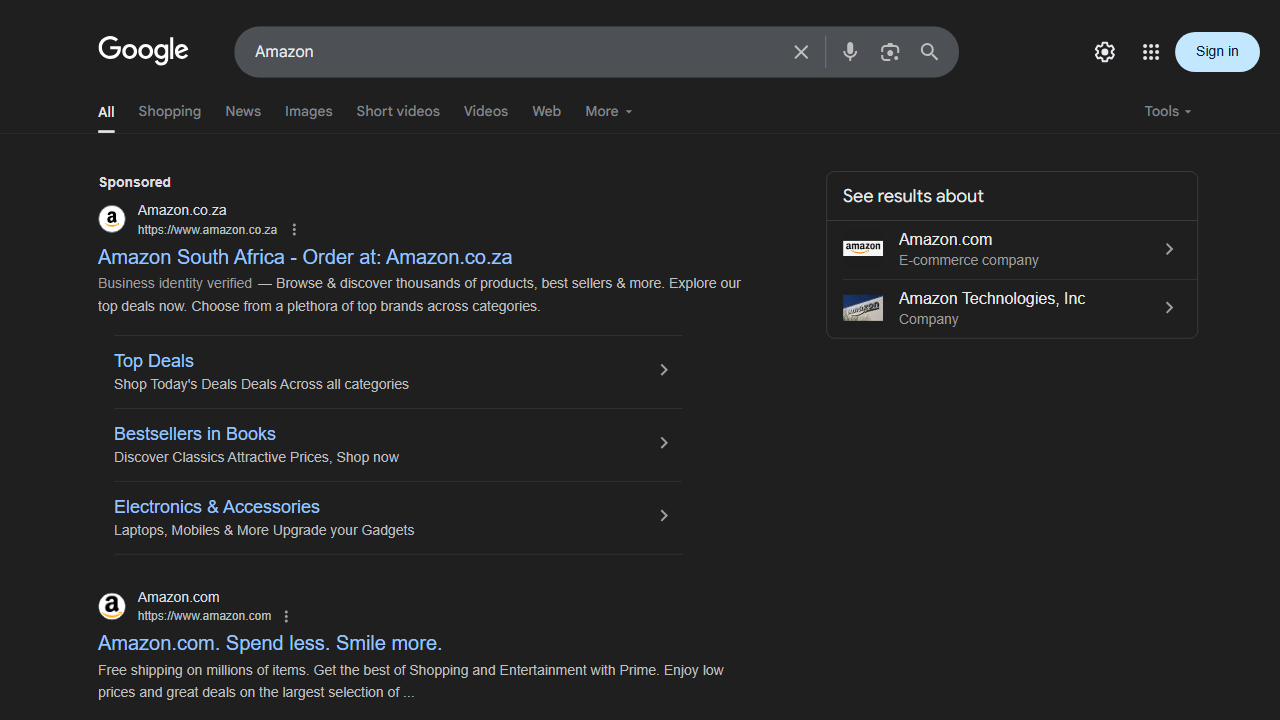 Google
Amazon
Sign in
All
Shopping
News
Images
Short videos
Videos
Web
More
Tools
Sponsored
a
Amazon.co.za
https://www.amazon.co.za
Amazon South Africa - Order at: Amazon.co.za
Business identity verified — Browse & discover thousands of products, best sellers & more. Explore our
top deals now. Choose from a plethora of top brands across categories.
Top Deals
Shop Today's Deals Deals Across all categories
Bestsellers in Books
Discover Classics Attractive Prices, Shop now
Electronics & Accessories
Laptops, Mobiles & More Upgrade your Gadgets
a
Amazon.com
https://www.amazon.com
Amazon.com. Spend less. Smile more.
Free shipping on millions of items. Get the best of Shopping and Entertainment with Prime. Enjoy low
prices and great deals on the largest selection of ...
See results about
amazon
Amazon.com
E-commerce company
amazon
Amazon Technologies, Inc
Company